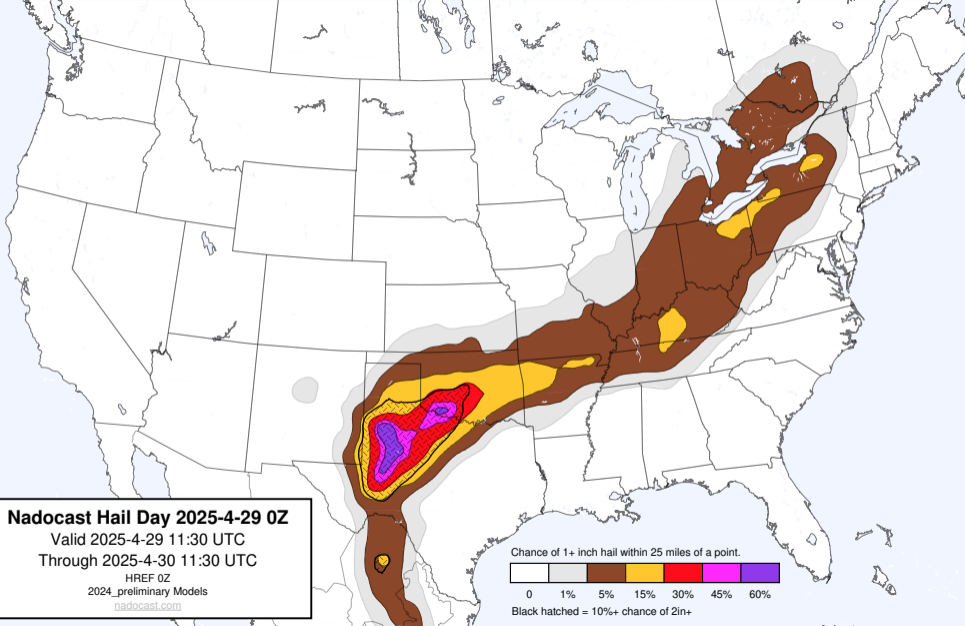 Nadocast Hail Day 2025-4-29 0Z
Valid 2025-4-29 11:30 UTC
Through 2025-4-30 11:30 UTC
HREF 0Z
2024_preliminary Models
nadocast.com
Chance of 1+ inch hail within 25 miles of a point.
0 1% 5% 15% 30% 45% 60%
Black hatched = 10%+ chance of 2in+